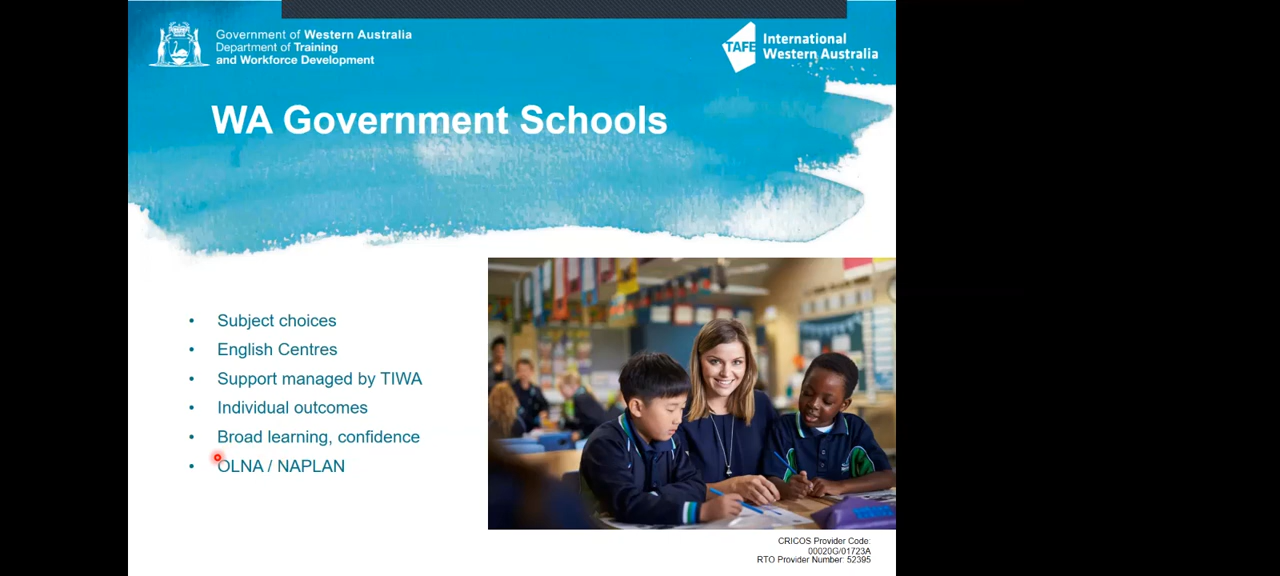 Government of Western Australia
Department of Training
and Workforce Development
TAFE
International
Western Australia
WA Government Schools
• Subject choices
• English Centres
• Support managed by TIWA
• Individual outcomes
• Broad learning, confidence
• OLNA / NAPLAN
CRICOS Provider Code:
00020G/01723A
RTO Provider Number: 52395